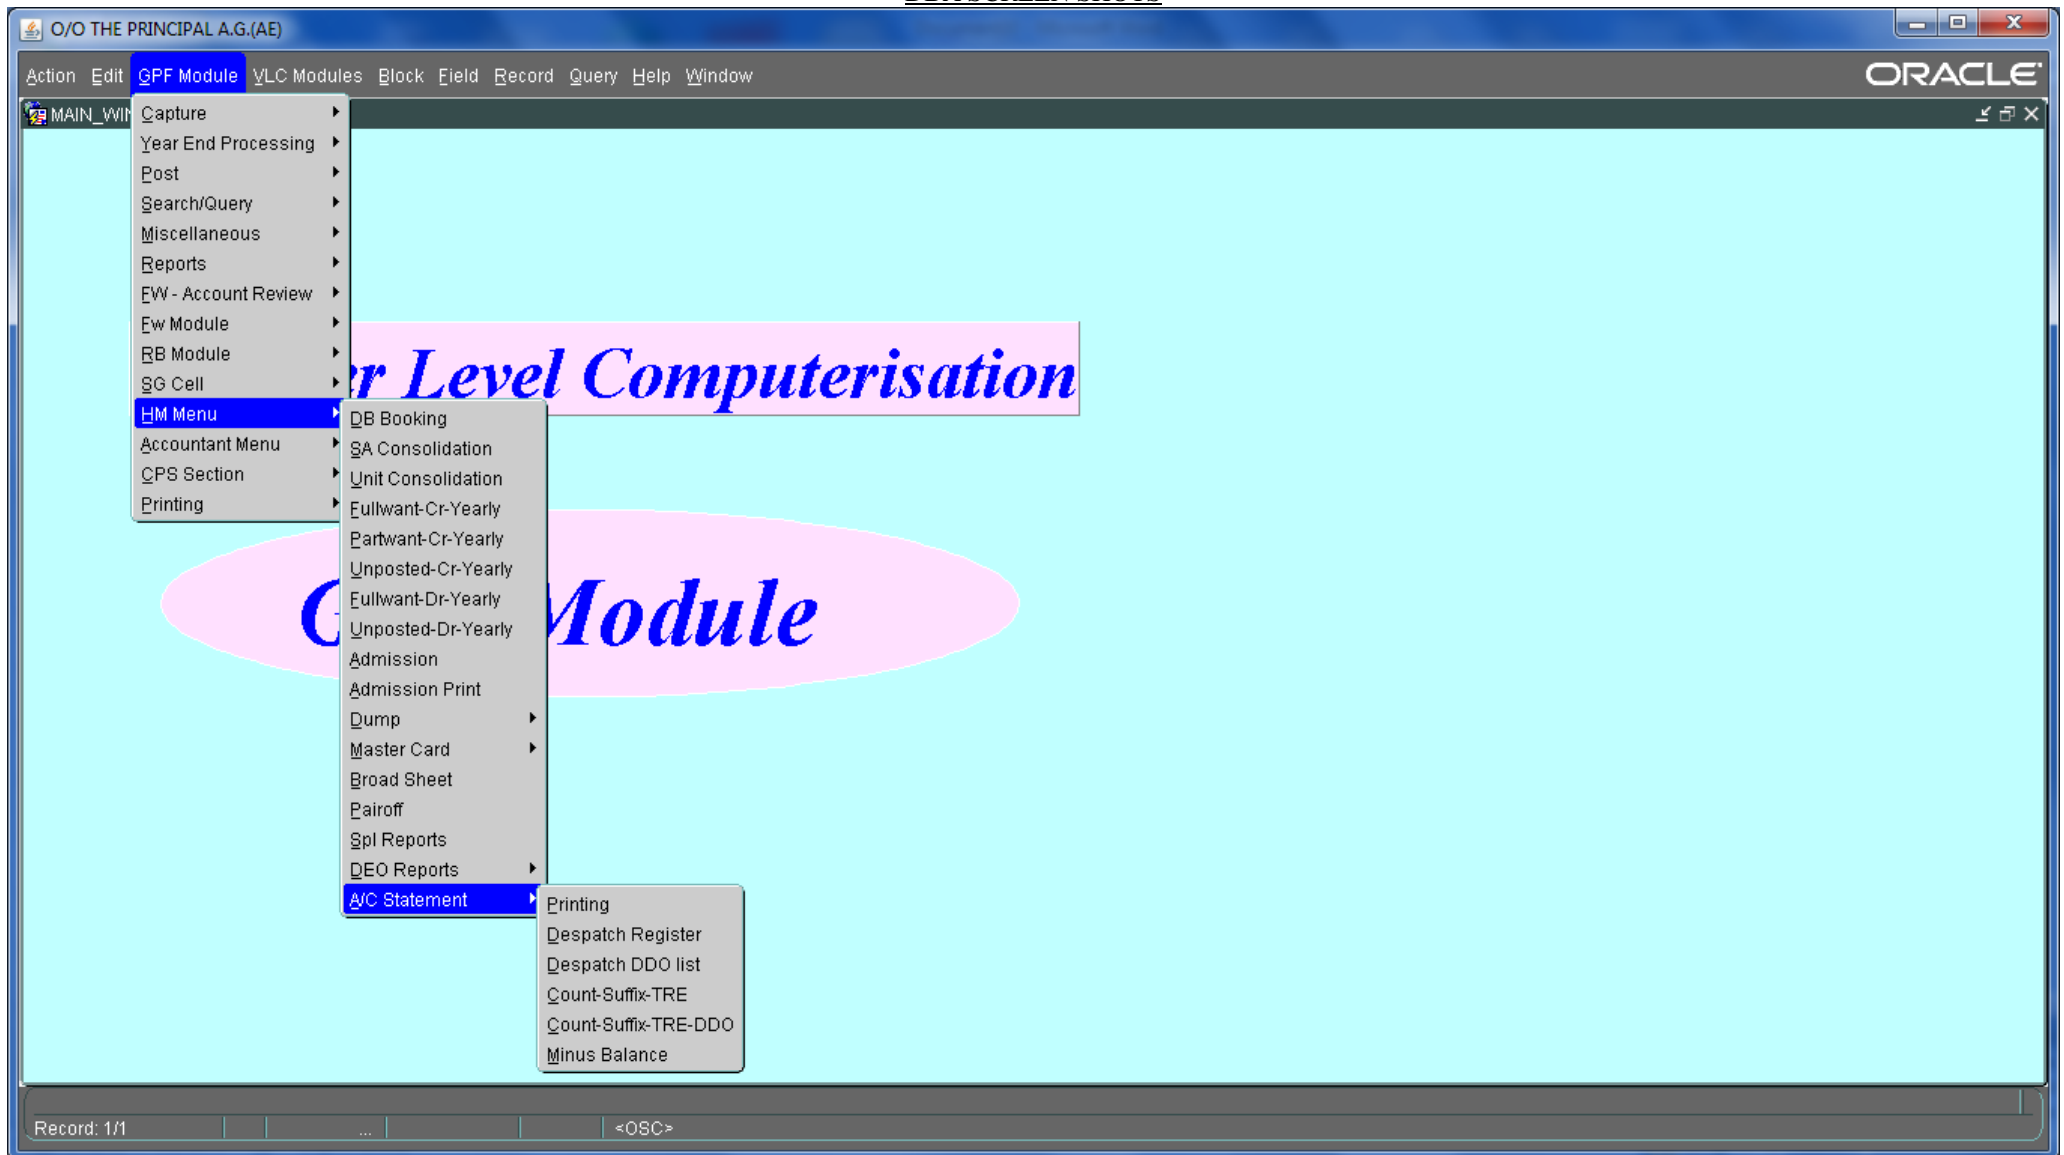 O/O THE PRINCIPAL A.G.(AE)
Action Edit GPF Module VLC Modules Block Field Record Query Help Window
ORACLE
MAIN_WIN
Capture
Year End Processing
Post
Search/Query
Miscellaneous
Reports
FW - Account Review
Fw Module
RB Module
SG Cell
HM Menu
Accountant Menu
CPS Section
Printing
DB Booking
SA Consolidation
Unit Consolidation
Fullwant-Cr-Yearly
Partwant-Cr-Yearly
Unposted-Cr-Yearly
Fullwant-Dr-Yearly
Unposted-Dr-Yearly
Admission
Admission Print
Dump
Master Card
Broad Sheet
Pairoff
Spl Reports
DEO Reports
A/C Statement
Printing
Despatch Register
Despatch DDO list
Count-Suffix-TRE
Count-Suffix-TRE-DDO
Minus Balance
er Level Computerisation
G Module
Record: 1/1 ... <OSC>